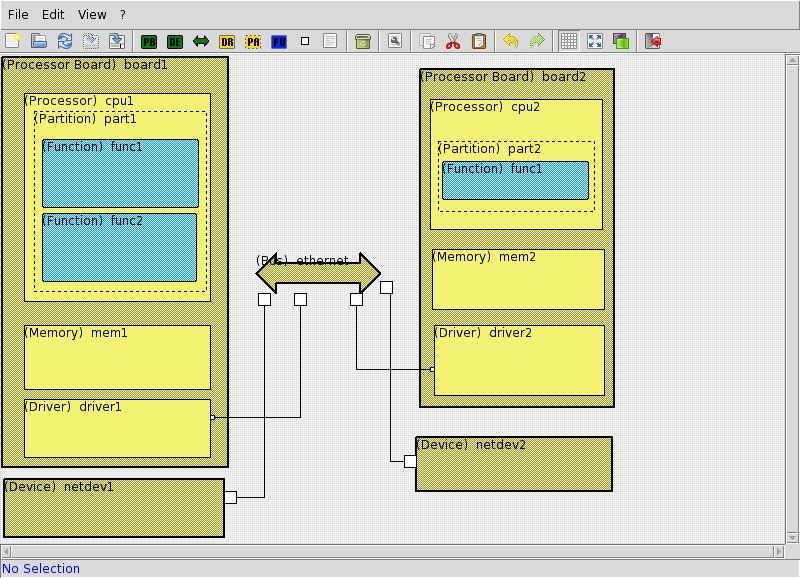 File Edit View ?
PB DE DR PA FU
(Processor Board) board1
(Processor) cpu1
(Partition) part1
(Function) func1
(Function) func2
(Memory) mem1
(Driver) driver1
(Device) netdev1
(Bus) ethernet
(Processor Board) board2
(Processor) cpu2
(Partition) part2
(Function) func1
(Memory) mem2
(Driver) driver2
(Device) netdev2
No Selection